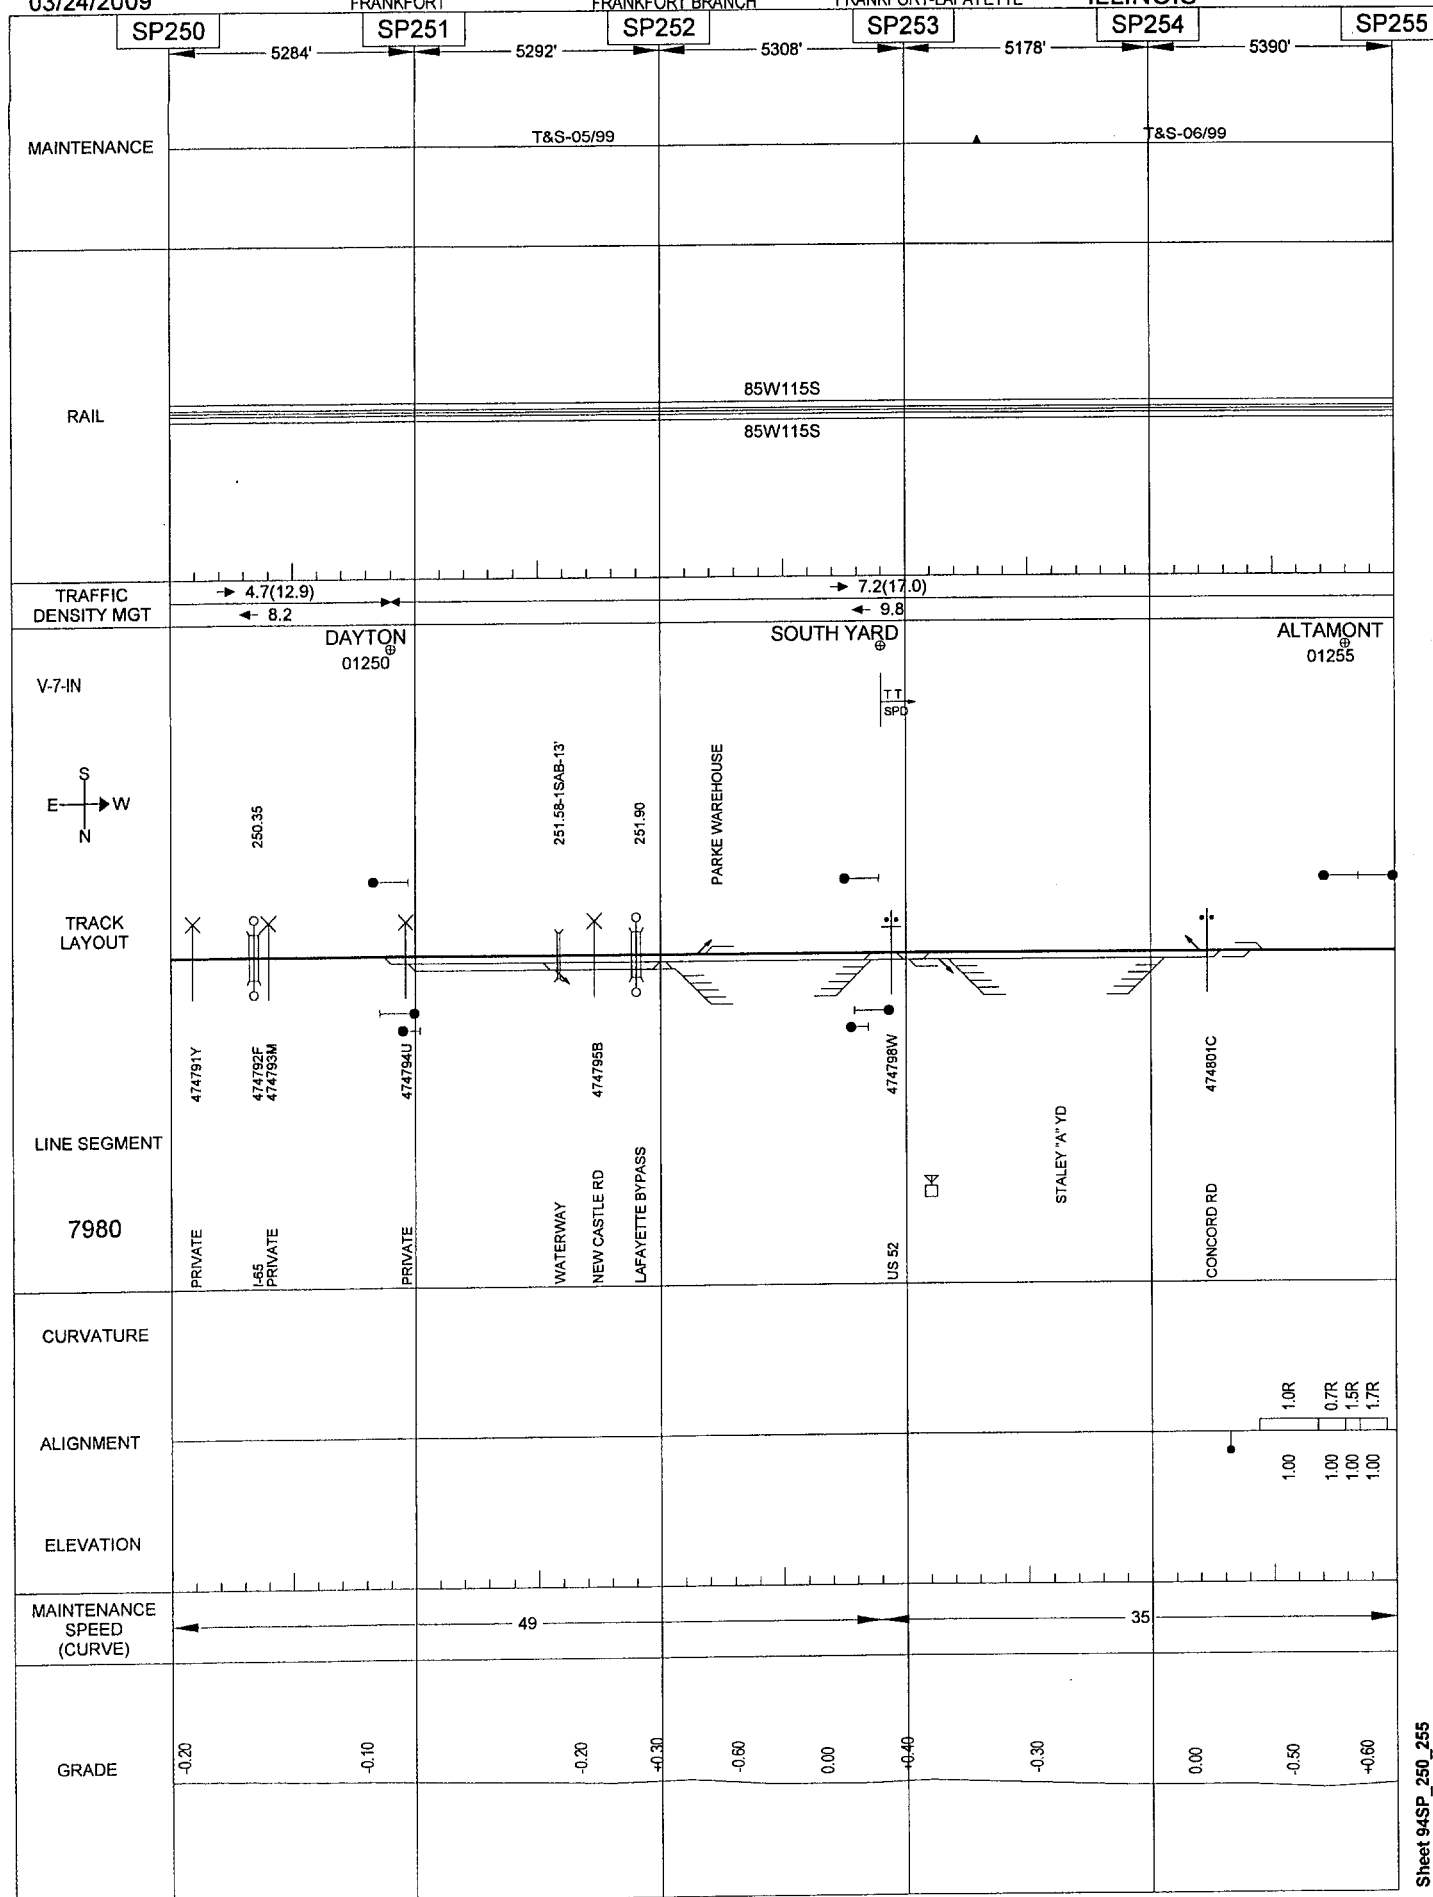 03/24/2009 FRANKFORT FRANKFORT BRANCH FRANKFORT-LAFAYETTE ILLINOIS
SP250 SP251 SP252 SP253 SP254 SP255
5284' 5292' 5308' 5178' 5390'
MAINTENANCE T&S-05/99 T&S-06/99
85W115S
RAIL
85W115S
TRAFFIC
DENSITY MGT
4.7(12.9) 7.2(17.0)
8.2 9.8
DAYTON
01250
SOUTH YARD
ALTAMONT
01255
V-7-IN
T T
SPD
S
E W
N
250.35
251.58-1SAB-13'
251.90
PARKE WAREHOUSE
TRACK
LAYOUT
474791Y
474792F
474793M
474794U
474795B
474798W
474801C
LINE SEGMENT
7980
PRIVATE
I-65
PRIVATE
PRIVATE
WATERWAY
NEW CASTLE RD
LAFAYETTE BYPASS
US 52
STALEY "A" YD
CONCORD RD
CURVATURE
1.0R 0.7R 1.5R 1.7R
ALIGNMENT
1.00 1.00 1.00 1.00
ELEVATION
MAINTENANCE
SPEED
(CURVE)
49 35
GRADE
-0.20 -0.10 -0.20 +0.30 -0.60 0.00 +0.40 -0.30 0.00 -0.50 +0.60
Sheet 94SP_250_255